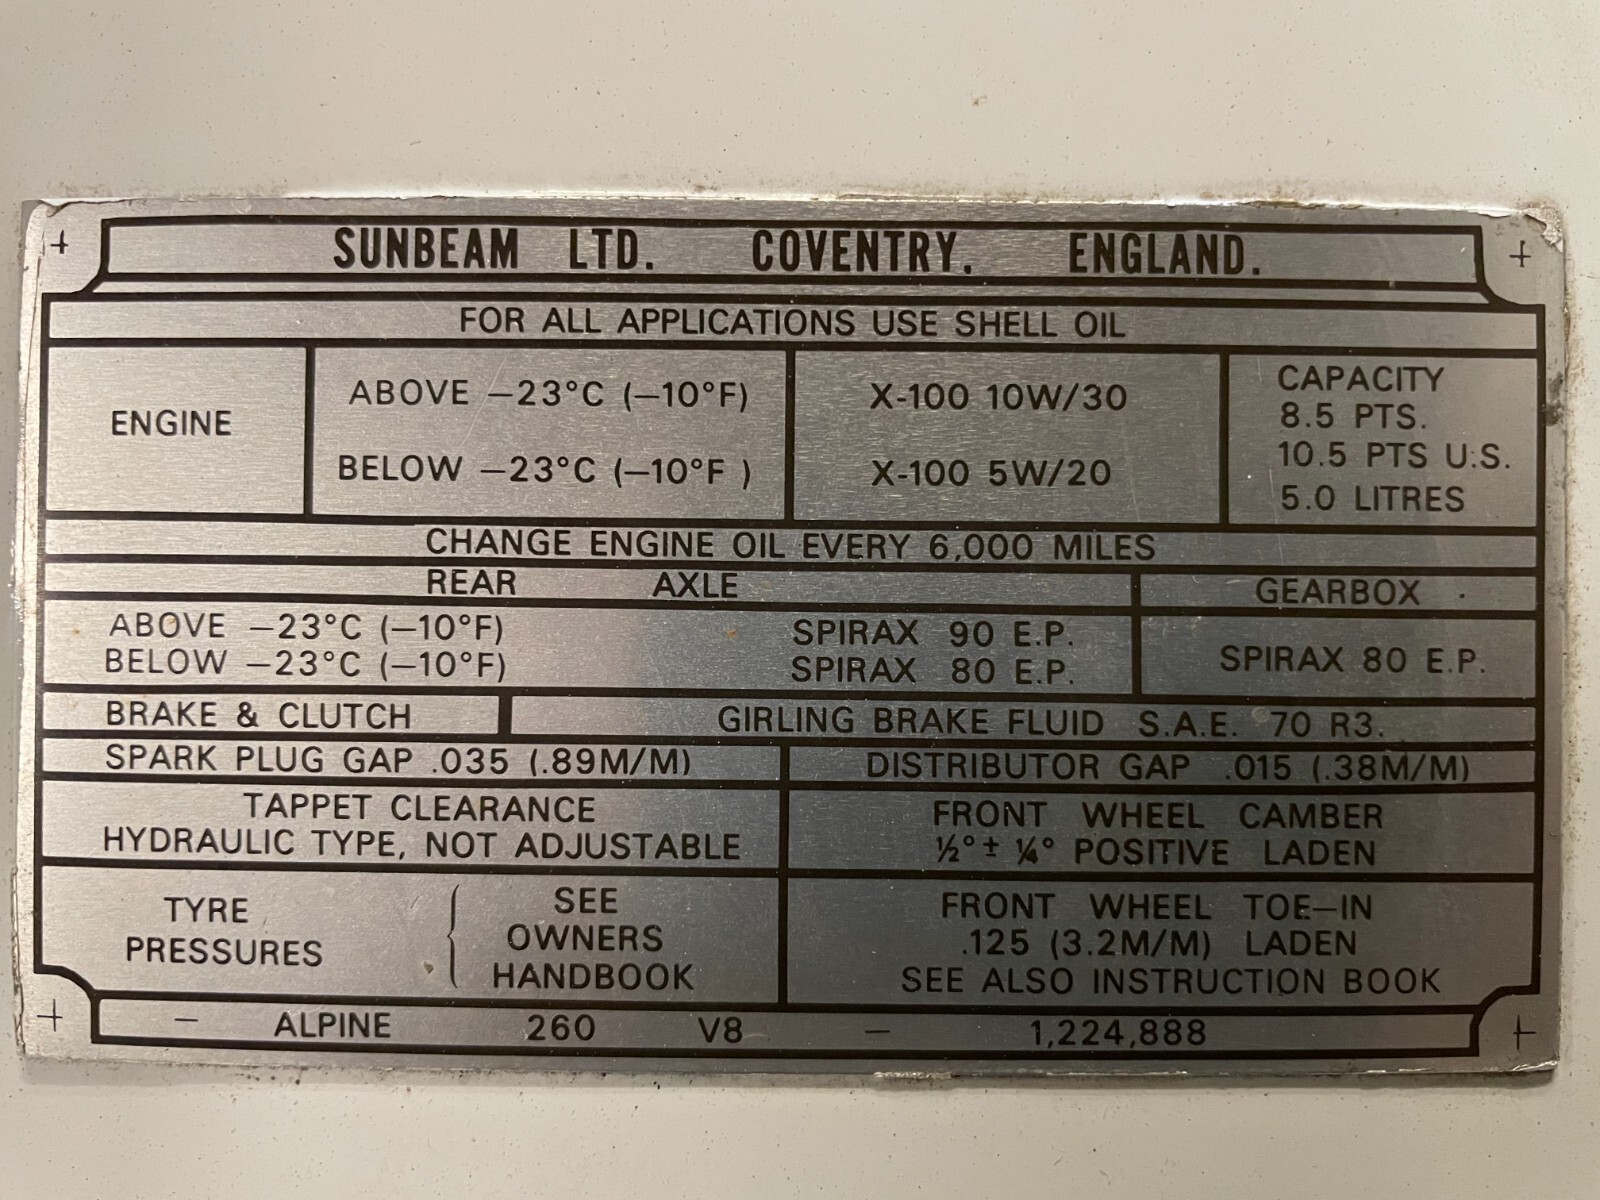 SUNBEAM LTD. COVENTRY. ENGLAND.
FOR ALL APPLICATIONS USE SHELL OIL
ENGINE
ABOVE –23°C (–10°F) X-100 10W/30
BELOW –23°C (–10°F ) X-100 5W/20
CAPACITY
8.5 PTS.
10.5 PTS U.S.
5.0 LITRES
CHANGE ENGINE OIL EVERY 6,000 MILES
REAR AXLE
ABOVE –23°C (–10°F) SPIRAX 90 E.P.
BELOW –23°C (–10°F) SPIRAX 80 E.P.
GEARBOX
SPIRAX 80 E.P.
BRAKE & CLUTCH GIRLING BRAKE FLUID S.A.E. 70 R3.
SPARK PLUG GAP .035 (.89M/M) DISTRIBUTOR GAP .015 (.38M/M)
TAPPET CLEARANCE
HYDRAULIC TYPE, NOT ADJUSTABLE
FRONT WHEEL CAMBER
½° ± ¼° POSITIVE LADEN
TYRE
PRESSURES
SEE
OWNERS
HANDBOOK
FRONT WHEEL TOE–IN
.125 (3.2M/M) LADEN
SEE ALSO INSTRUCTION BOOK
– ALPINE 260 V8 – 1,224,888